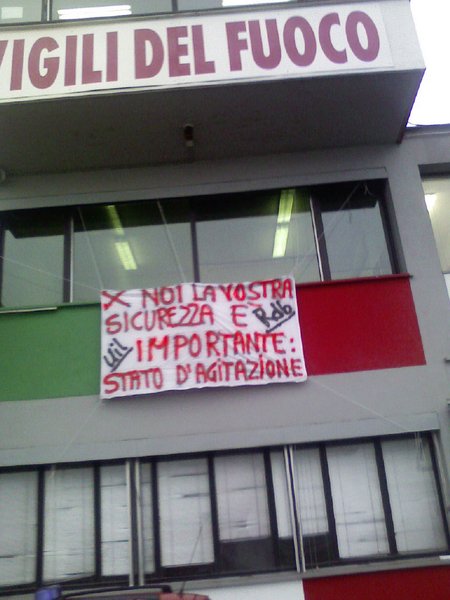 VIGILI DEL FUOCO
X NOI LA VOSTRA
SICUREZZA E' Rdb
Uil IMPORTANTE:
STATO D'AGITAZIONE